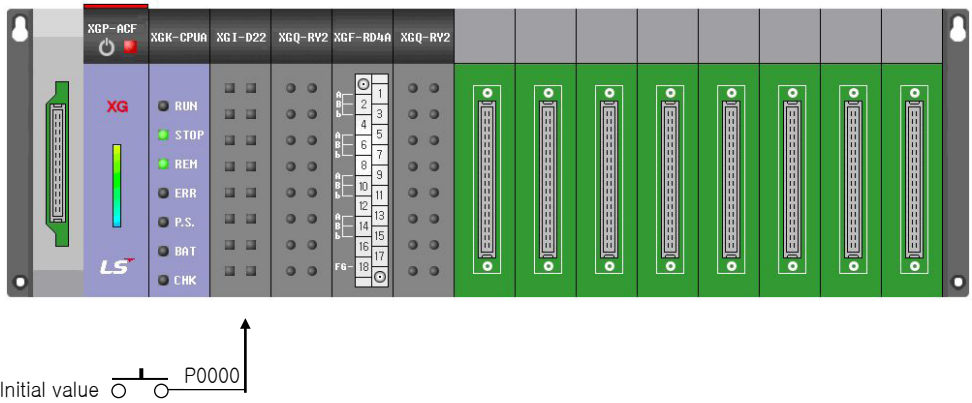 XGP-ACF
XGK-CPUA
XGI-D22
XGQ-RY2
XGF-RD4A
XGQ-RY2
XG
LS
RUN
STOP
REM
ERR
P.S.
BAT
CHK
A
B
b
A
B
b
A
B
b
A
B
b
FG
1
2
3
4
5
6
7
8
9
10
11
12
13
14
15
16
17
18
P0000
Initial value